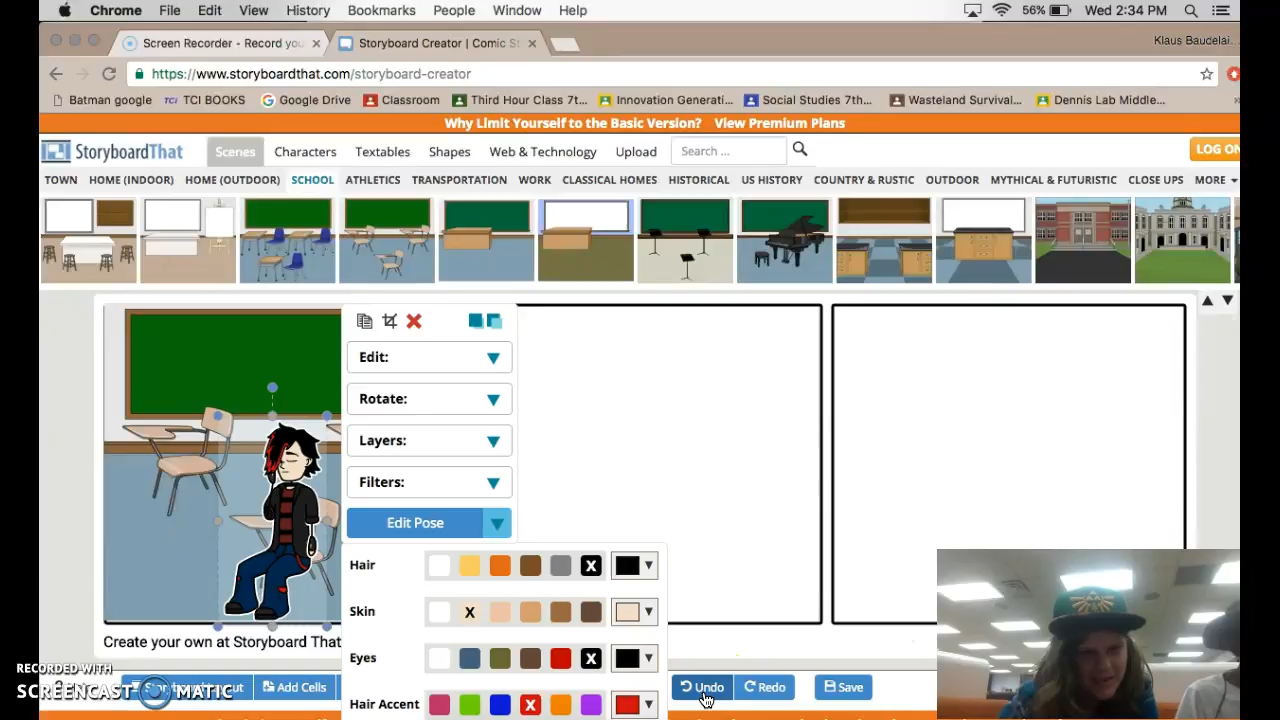 Chrome File Edit View History Bookmarks People Window Help 56% Wed 2:34 PM
Screen Recorder - Record you × Storyboard Creator | Comic St × Klaus Baudelai...
https://www.storyboardthat.com/storyboard-creator
Batman google TCI TCI BOOKS Google Drive Classroom Third Hour Class 7t... Innovation Generati... Social Studies 7th... Wasteland Survival... Dennis Lab Middle... »
Why Limit Yourself to the Basic Version? View Premium Plans
StoryboardThat Scenes Characters Textables Shapes Web & Technology Upload Search ... LOG ON
TOWN HOME (INDOOR) HOME (OUTDOOR) SCHOOL ATHLETICS TRANSPORTATION WORK CLASSICAL HOMES HISTORICAL US HISTORY COUNTRY & RUSTIC OUTDOOR MYTHICAL & FUTURISTIC CLOSE UPS MORE
Edit:
Rotate:
Layers:
Filters:
Edit Pose
Hair X
Skin X
Eyes X
Hair Accent X
Create your own at Storyboard That
RECORDED WITH
SCREENCAST MATIC
Add Cells Undo Redo Save